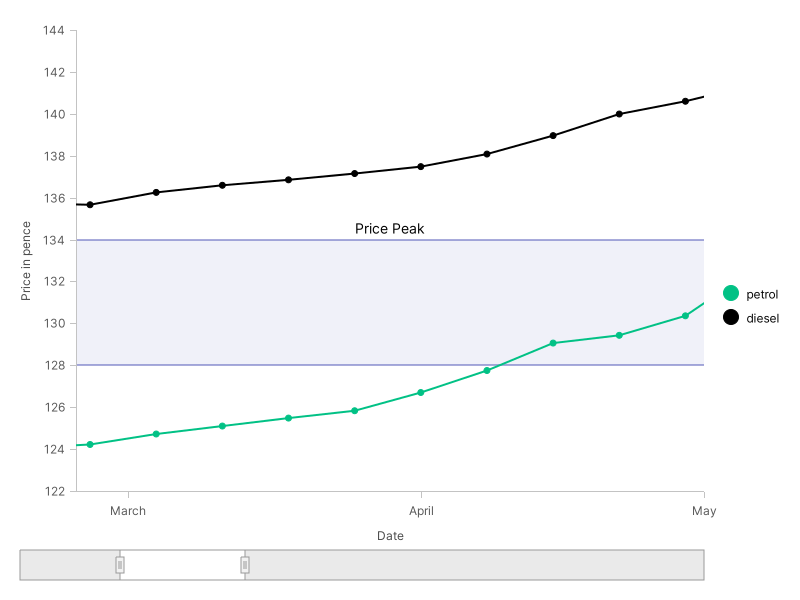 144
142
140
138
136
134
132
130
128
126
124
122
Price in pence
Price Peak
March
April
May
Date
petrol
diesel